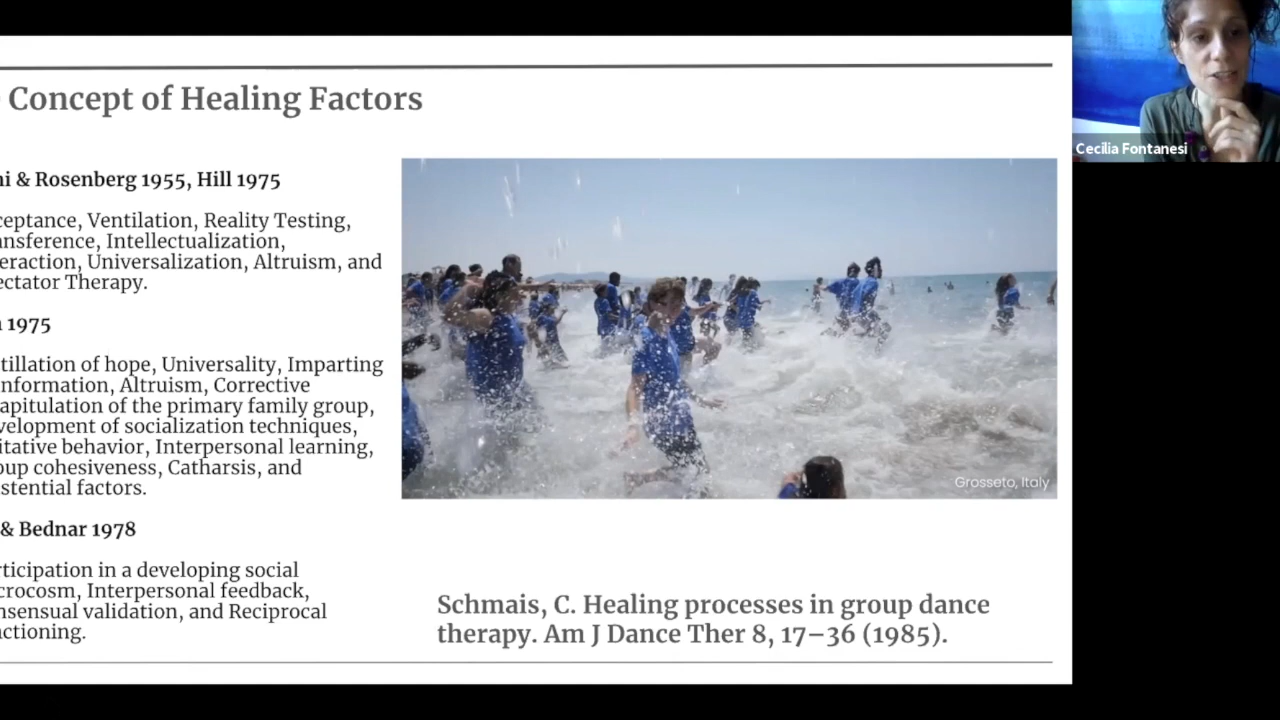 Concept of Healing Factors
Cecilia Fontanesi
ni & Rosenberg 1955, Hill 1975
ceptance, Ventilation, Reality Testing,
ansference, Intellectualization,
eraction, Universalization, Altruism, and
ectator Therapy.
1975
tillation of hope, Universality, Imparting
information, Altruism, Corrective
apitulation of the primary family group,
velopment of socialization techniques,
itative behavior, Interpersonal learning,
oup cohesiveness, Catharsis, and
stential factors.
& Bednar 1978
rticipation in a developing social
crocosm, Interpersonal feedback,
nsensual validation, and Reciprocal
nctioning.
Grosseto, Italy
Schmais, C. Healing processes in group dance
therapy. Am J Dance Ther 8, 17–36 (1985).